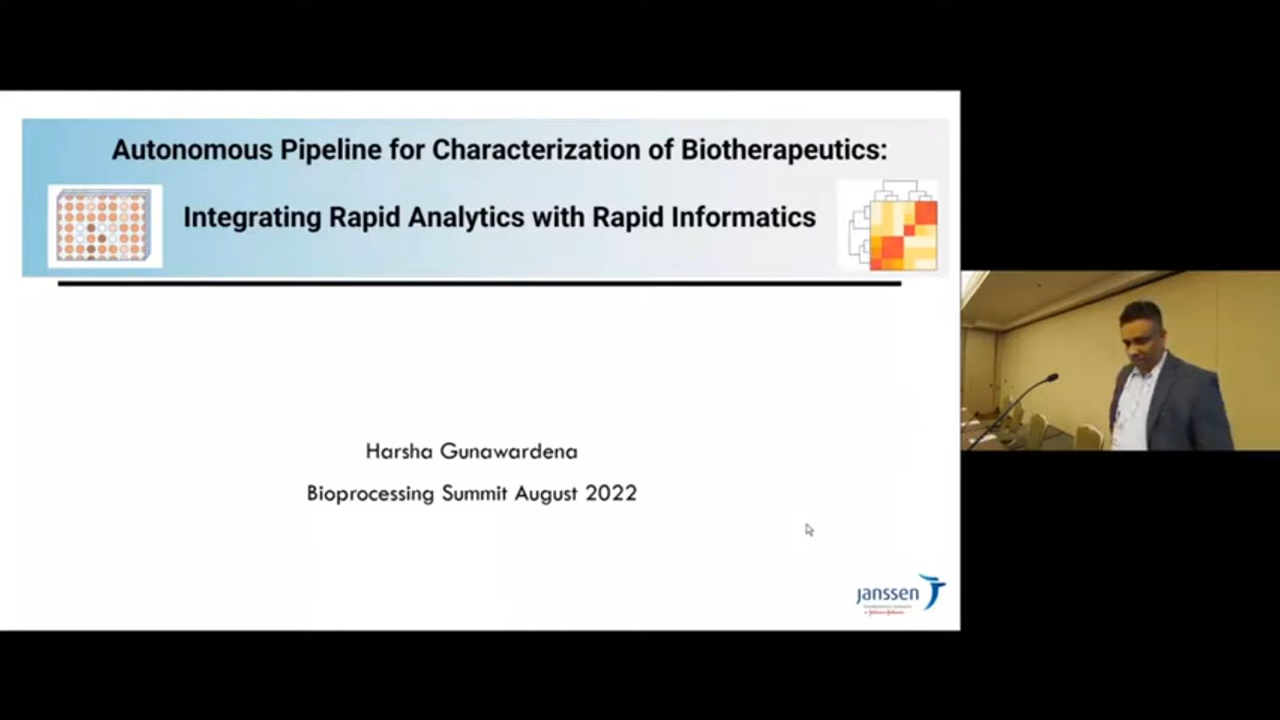 Autonomous Pipeline for Characterization of Biotherapeutics:
Integrating Rapid Analytics with Rapid Informatics
Harsha Gunawardena
Bioprocessing Summit August 2022
janssen